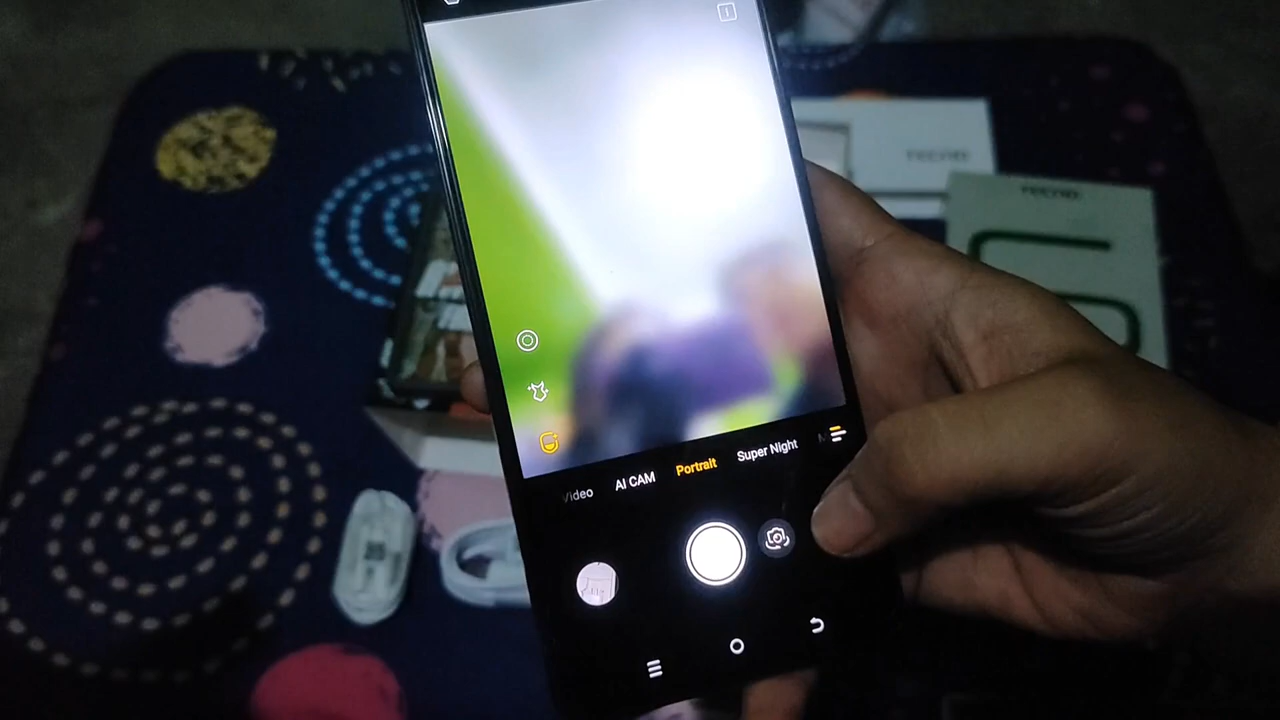 TECNO
TECNO
Video
AI CAM
Portrait
Super Night